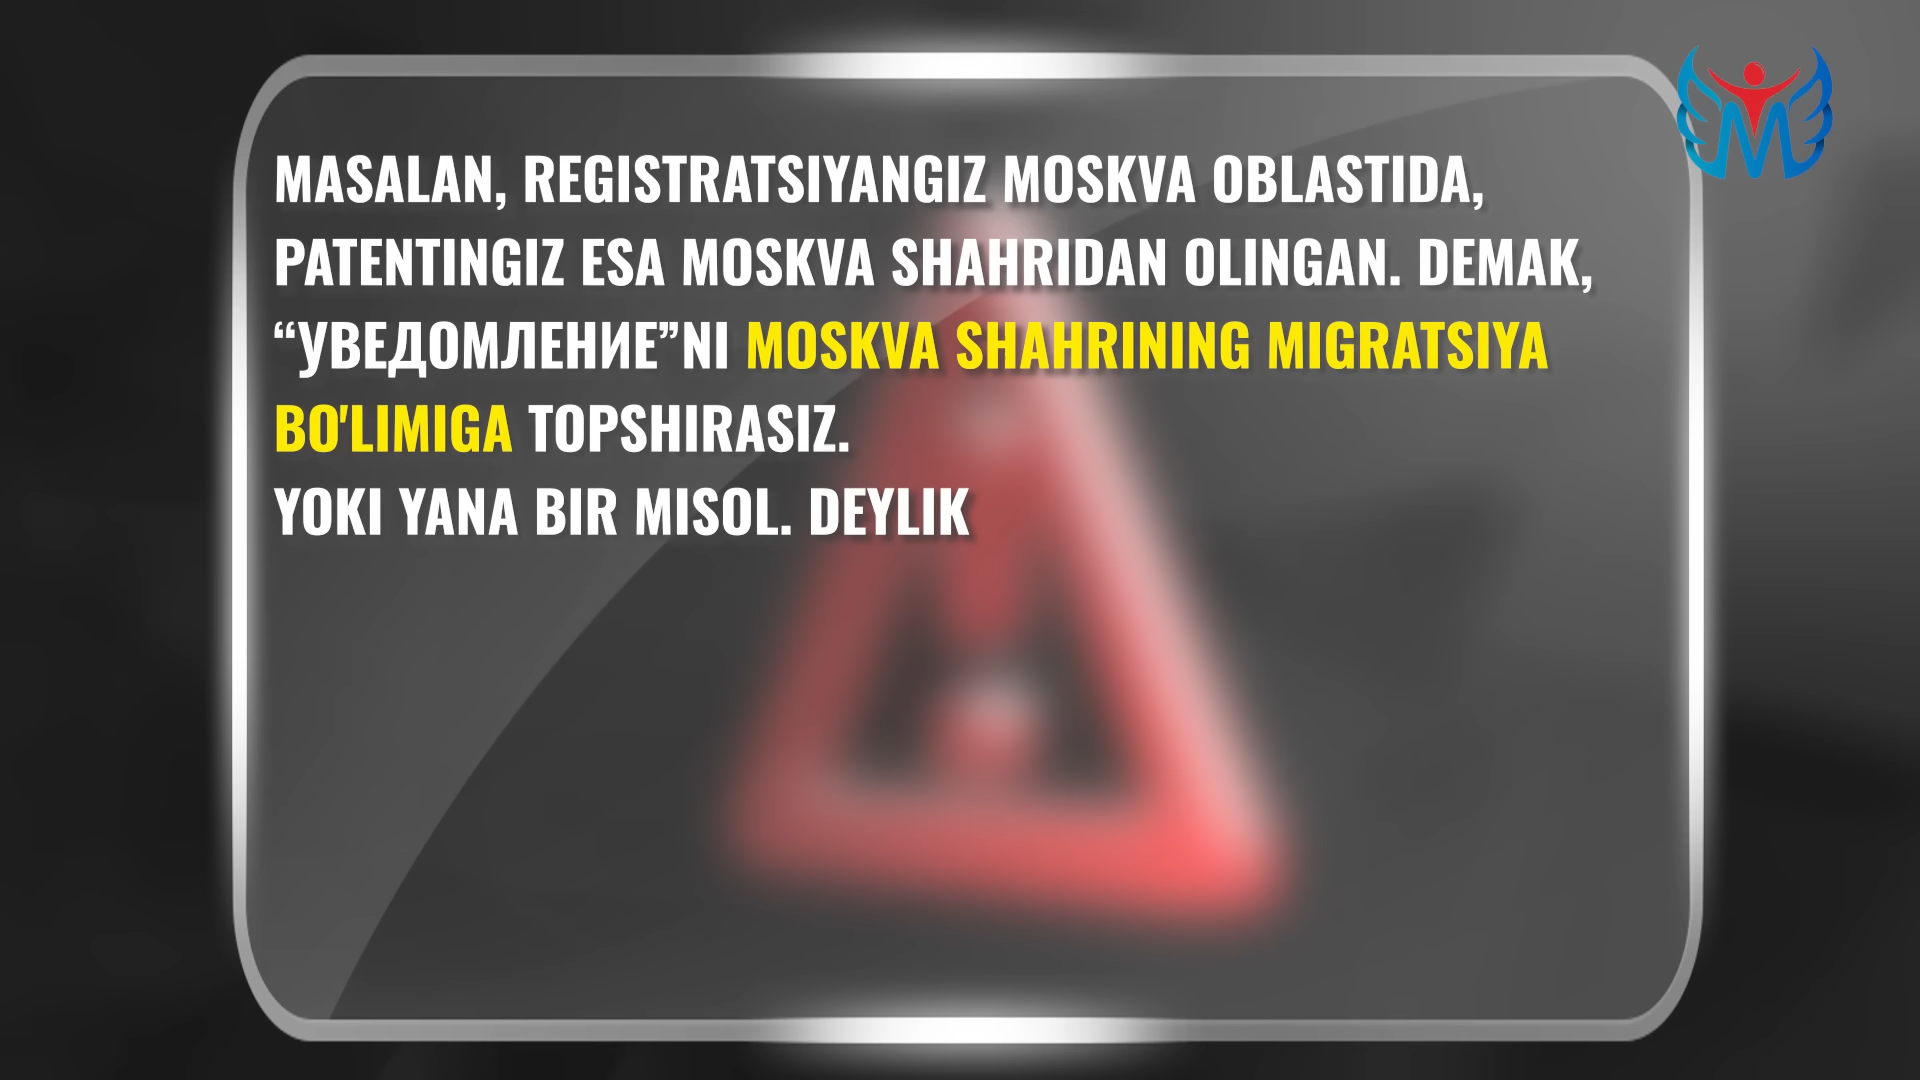 MASALAN, REGISTRATSIYANGIZ MOSKVA OBLASTIDA,
PATENTINGIZ ESA MOSKVA SHAHRIDAN OLINGAN. DEMAK,
“УВЕДОМЛЕНИЕ”NI MOSKVA SHAHRINING MIGRATSIYA
BO'LIMIGA TOPSHIRASIZ.
YOKI YANA BIR MISOL. DEYLIK